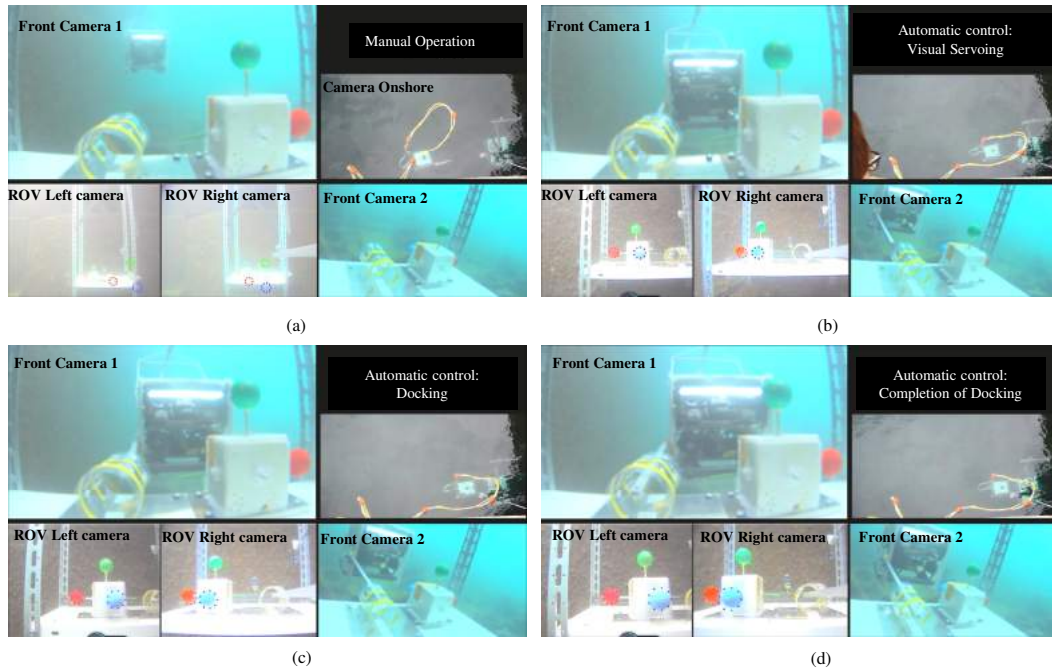 Front Camera 1
Manual Operation
Camera Onshore
ROV Left camera
ROV Right camera
Front Camera 2
(a)
Front Camera 1
Automatic control:
Visual Servoing
ROV Left camera
ROV Right camera
Front Camera 2
(b)
Front Camera 1
Automatic control:
Docking
ROV Left camera
ROV Right camera
Front Camera 2
(c)
Front Camera 1
Automatic control:
Completion of Docking
ROV Left camera
ROV Right camera
Front Camera 2
(d)